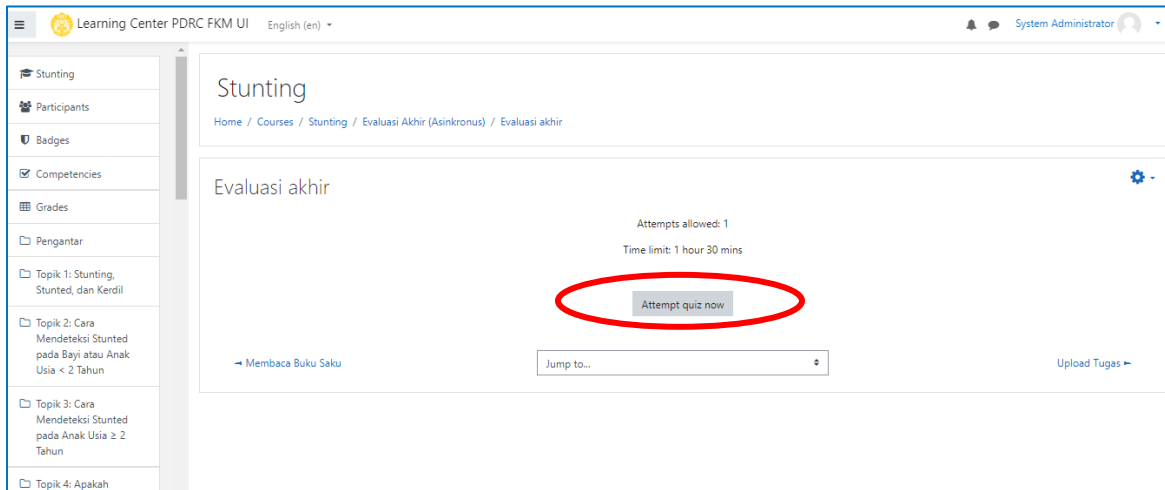 Learning Center PDRC FKM UI
English (en)
System Administrator
Stunting
Participants
Badges
Competencies
Grades
Pengantar
Topik 1: Stunting,
Stunted, dan Kerdil
Topik 2: Cara
Mendeteksi Stunted
pada Bayi atau Anak
Usia < 2 Tahun
Topik 3: Cara
Mendeteksi Stunted
pada Anak Usia ≥ 2
Tahun
Topik 4: Apakah
Stunting
Home / Courses / Stunting / Evaluasi Akhir (Asinkronus) / Evaluasi akhir
Evaluasi akhir
Attempts allowed: 1
Time limit: 1 hour 30 mins
Attempt quiz now
◄ Membaca Buku Saku
Jump to...
Upload Tugas ►